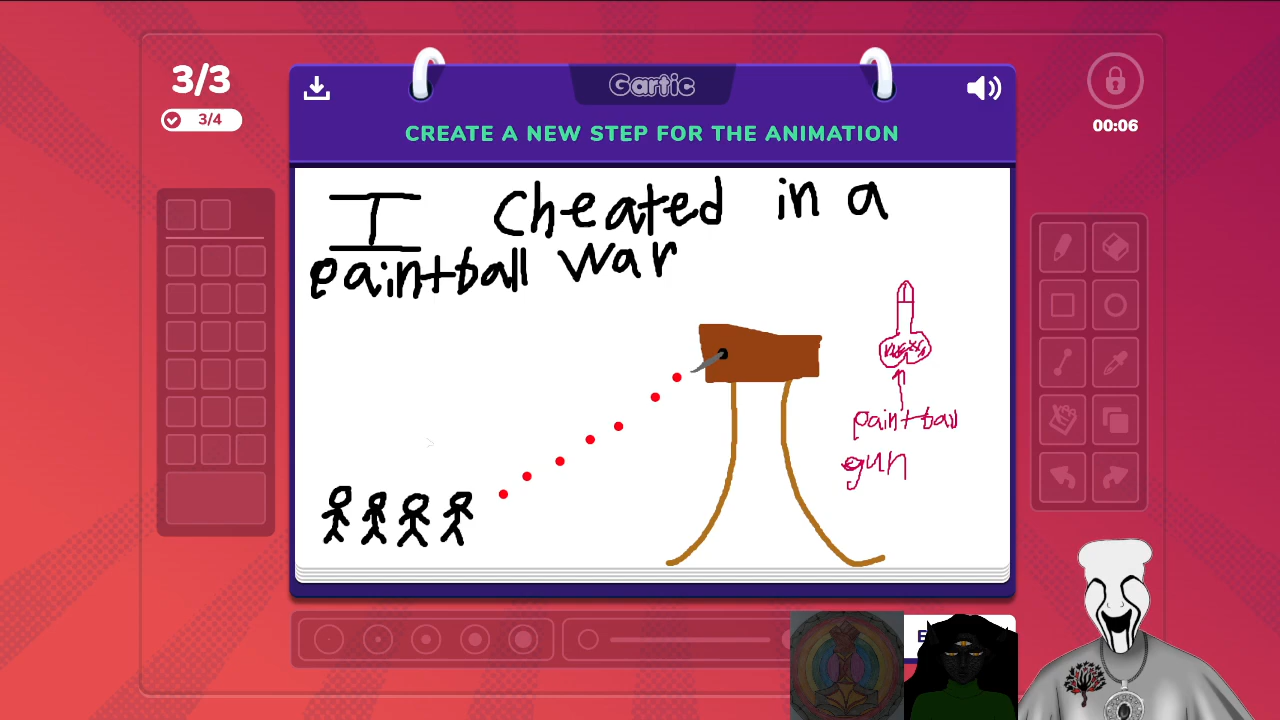 3/3
3/4
Gartic
00:06
CREATE A NEW STEP FOR THE ANIMATION
I cheated in a
paintball war
paintball
gun